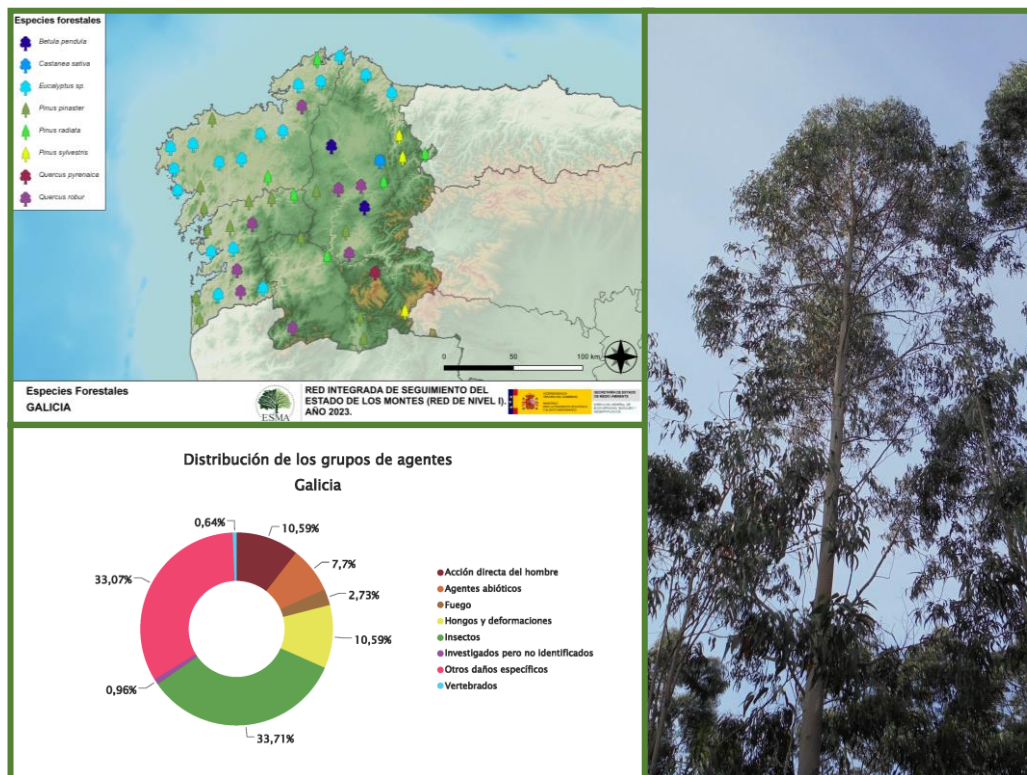 Especies forestales
Betula pendula
Castanea sativa
Eucalyptus sp.
Pinus pinaster
Pinus radiata
Pinus sylvestris
Quercus pyrenaica
Quercus robur
0 50 100 km
Especies Forestales
GALICIA
ESMA
RED INTEGRADA DE SEGUIMIENTO DEL
ESTADO DE LOS MONTES (RED DE NIVEL I).
AÑO 2023.
Distribución de los grupos de agentes
Galicia
0,64%
10,59%
7,7%
2,73%
10,59%
33,71%
0,96%
33,07%
Acción directa del hombre
Agentes abióticos
Fuego
Hongos y deformaciones
Insectos
Investigados pero no identificados
Otros daños específicos
Vertebrados